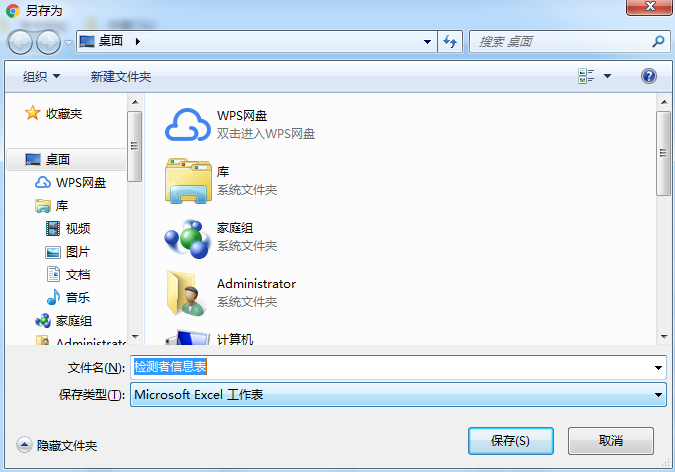 另存为
桌面
搜索 桌面
组织
新建文件夹
收藏夹
桌面
WPS网盘
库
视频
图片
文档
音乐
家庭组
Administrato
WPS网盘
双击进入WPS网盘
库
系统文件夹
家庭组
系统文件夹
Administrator
系统文件夹
计算机
文件名(N):
检测者信息表
保存类型(T):
Microsoft Excel 工作表
隐藏文件夹
保存(S)
取消